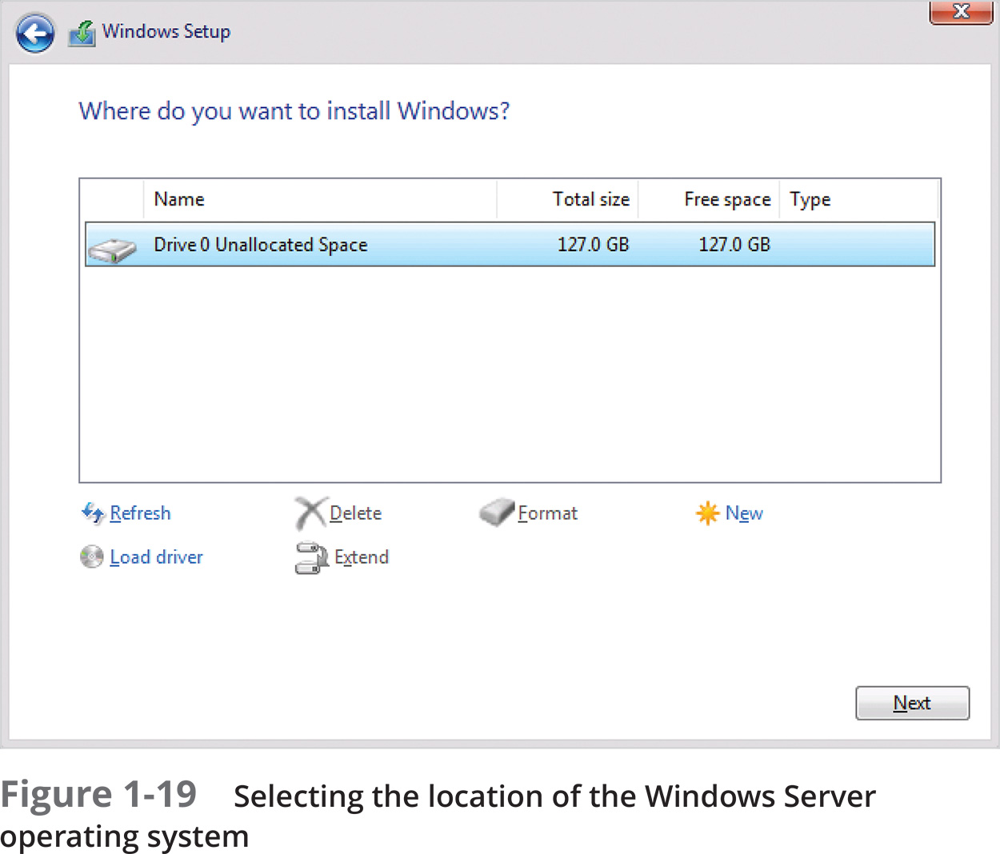 Windows Setup
Where do you want to install Windows?
Name Total size Free space Type
Drive 0 Unallocated Space 127.0 GB 127.0 GB
Refresh Delete Format New
Load driver Extend
Next
Figure 1-19 Selecting the location of the Windows Server
operating system